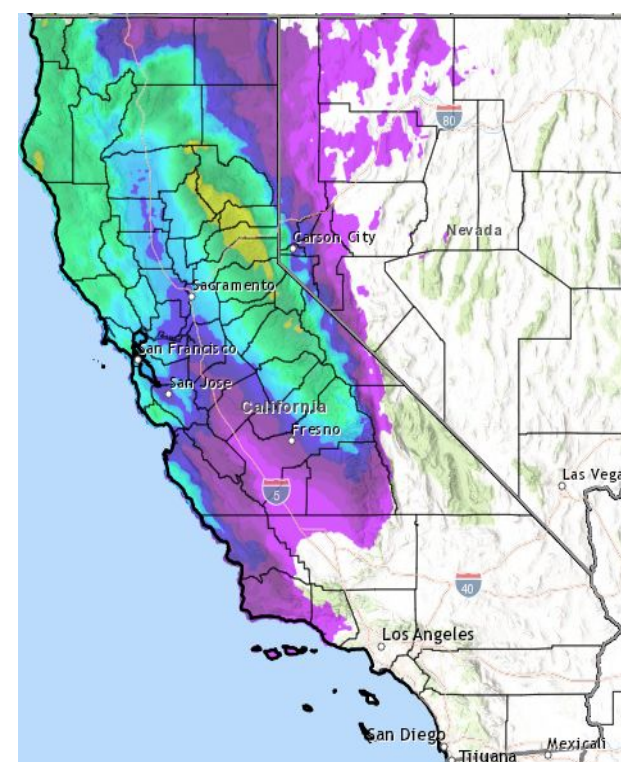 80
Nevada
Carson City
Sacramento
San Francisco
San Jose
California
Fresno
Las Vega
5
40
Los Angeles
San Diego
Mexicali
Tijuana